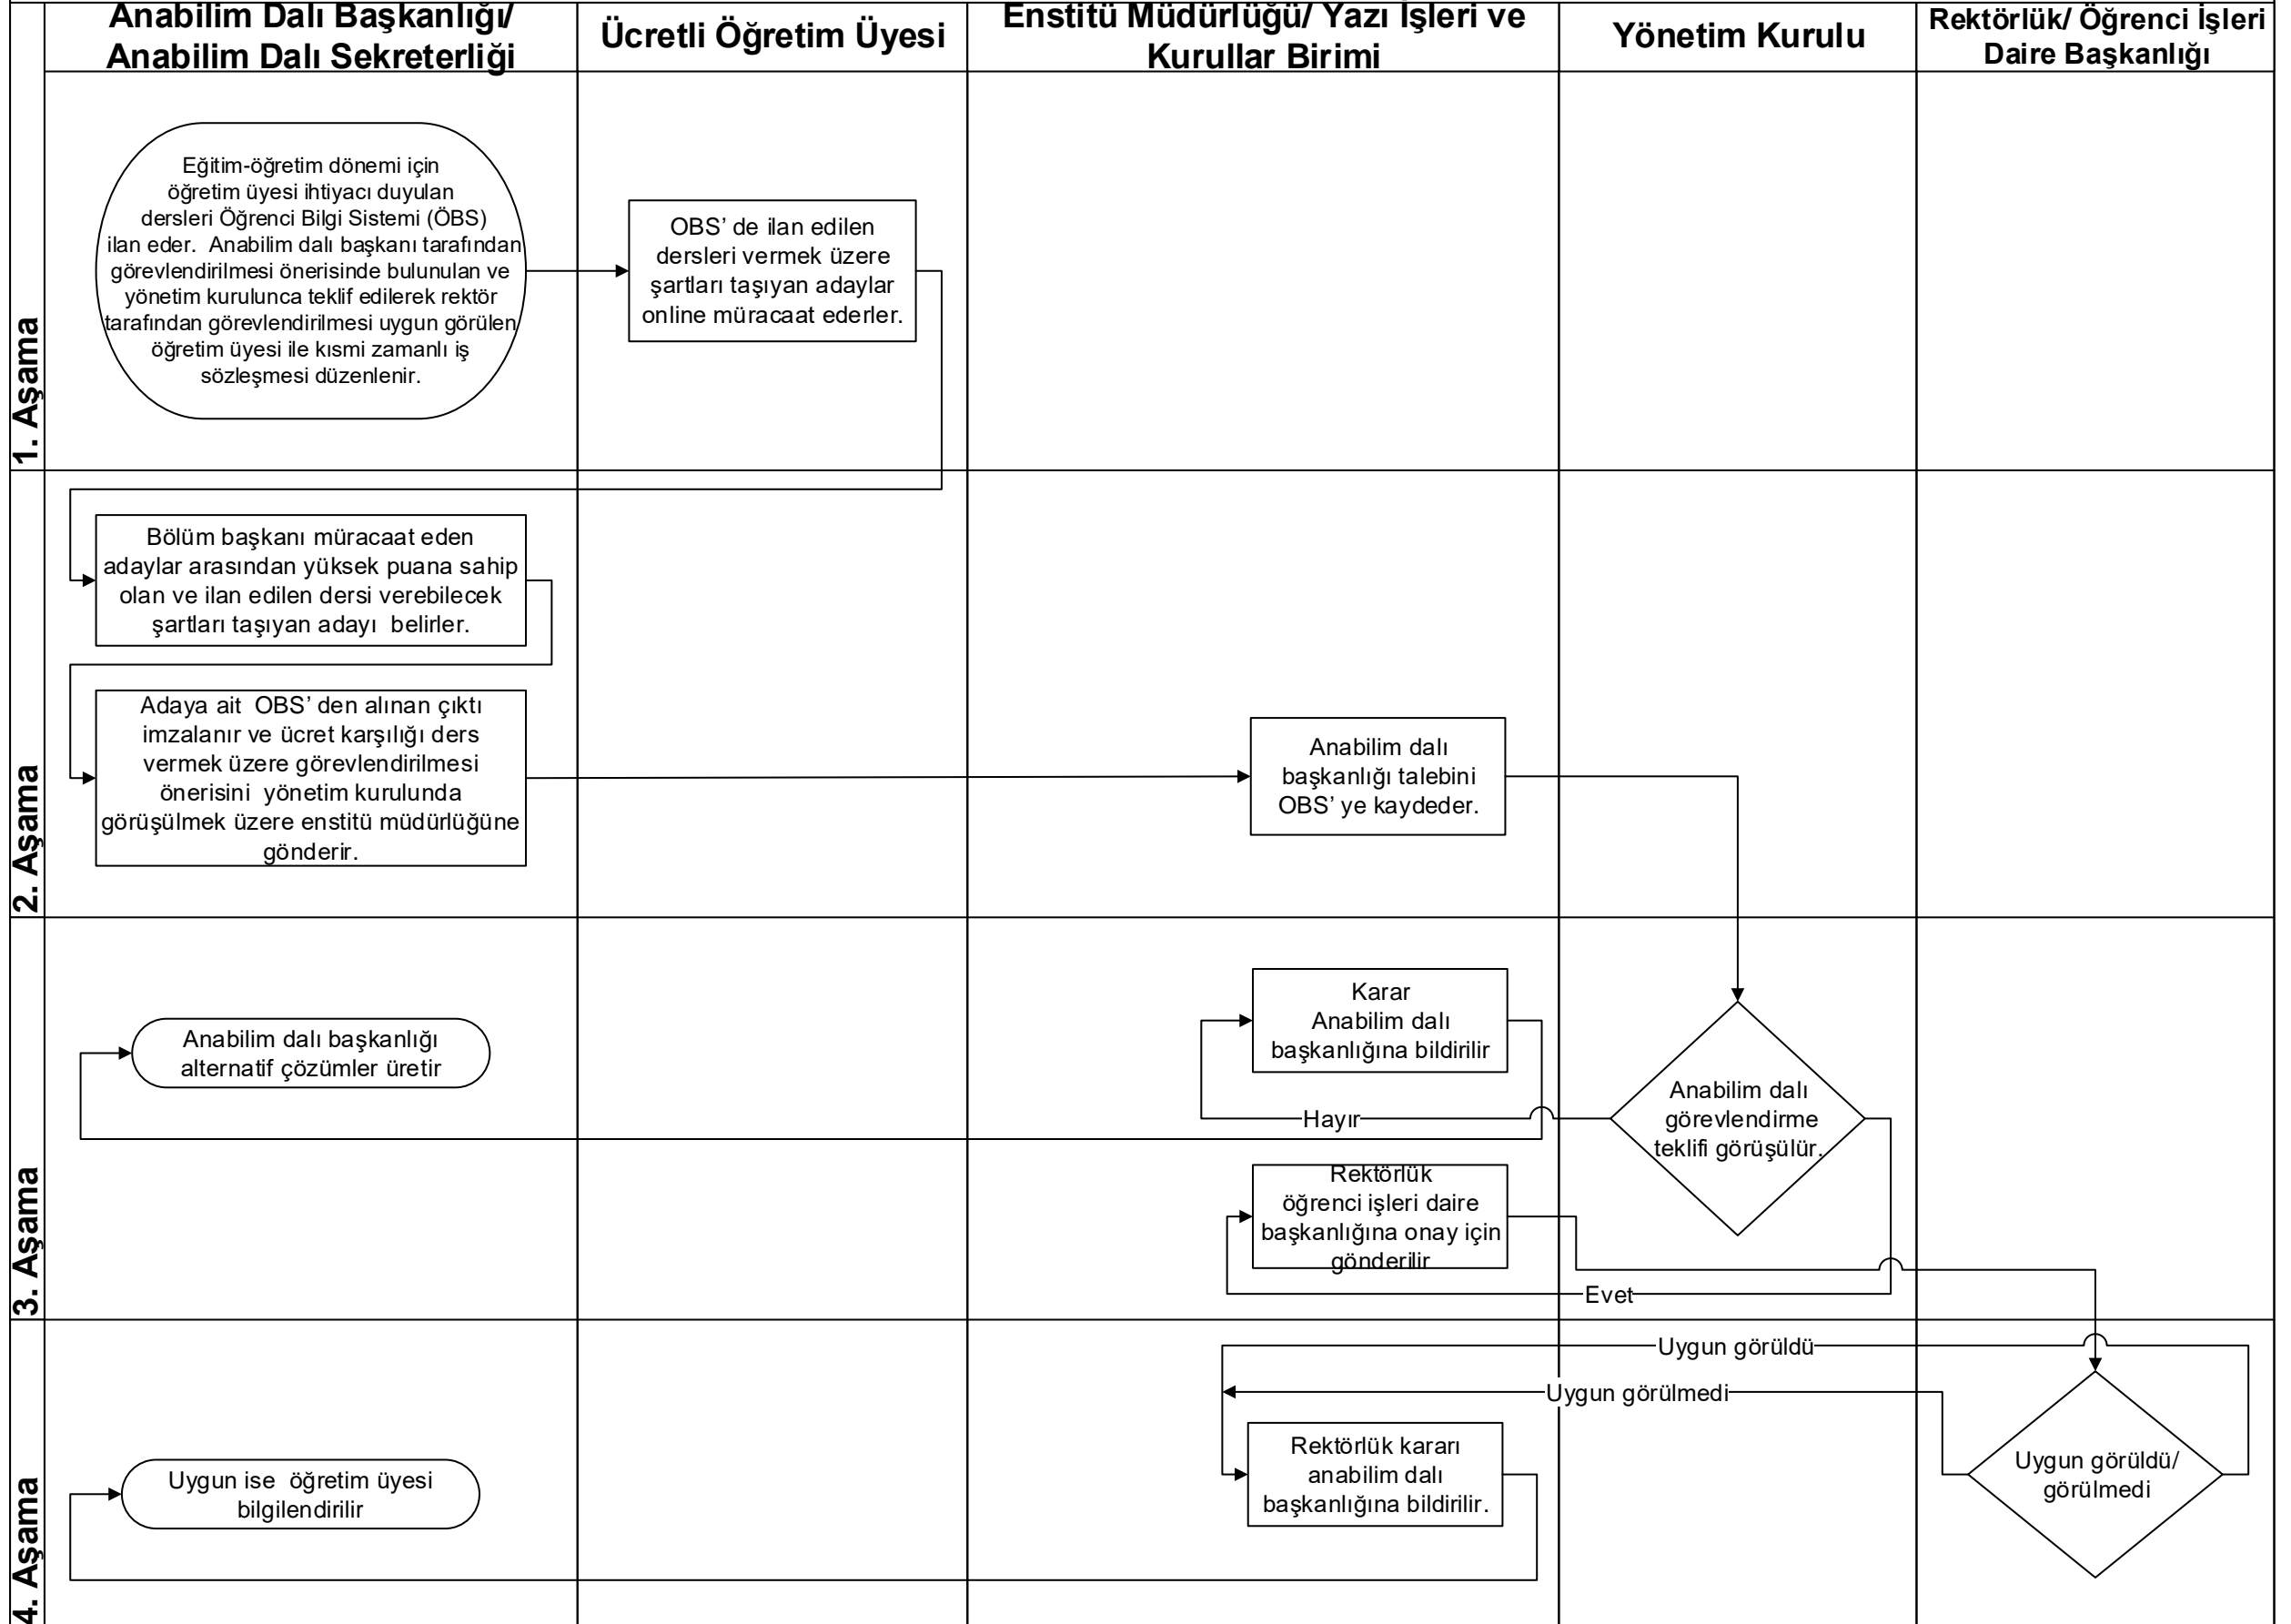 Anabilim Dalı Başkanlığı/
Anabilim Dalı Sekreterliği
Ücretli Öğretim Üyesi
Enstitü Müdürlüğü/ Yazı İşleri ve
Kurullar Birimi
Yönetim Kurulu
Rektörlük/ Öğrenci İşleri
Daire Başkanlığı
1. Aşama
Eğitim-öğretim dönemi için
öğretim üyesi ihtiyacı duyulan
dersleri Öğrenci Bilgi Sistemi (ÖBS)
ilan eder. Anabilim dalı başkanı tarafından
görevlendirilmesi önerisinde bulunulan ve
yönetim kurulunca teklif edilerek rektör
tarafından görevlendirilmesi uygun görülen
öğretim üyesi ile kısmi zamanlı iş
sözleşmesi düzenlenir.
OBS’ de ilan edilen
dersleri vermek üzere
şartları taşıyan adaylar
online müracaat ederler.
2. Aşama
Bölüm başkanı müracaat eden
adaylar arasından yüksek puana sahip
olan ve ilan edilen dersi verebilecek
şartları taşıyan adayı belirler.
Adaya ait OBS’ den alınan çıktı
imzalanır ve ücret karşılığı ders
vermek üzere görevlendirilmesi
önerisini yönetim kurulunda
görüşülmek üzere enstitü müdürlüğüne
gönderir.
Anabilim dalı
başkanlığı talebini
OBS’ ye kaydeder.
3. Aşama
Anabilim dalı başkanlığı
alternatif çözümler üretir
Karar
Anabilim dalı
başkanlığına bildirilir
Hayır
Anabilim dalı
görevlendirme
teklifi görüşülür.
Rektörlük
öğrenci işleri daire
başkanlığına onay için
gönderilir
Evet
4. Aşama
Uygun görüldü
Uygun görülmedi
Uygun ise öğretim üyesi
bilgilendirilir
Rektörlük kararı
anabilim dalı
başkanlığına bildirilir.
Uygun görüldü/
görülmedi